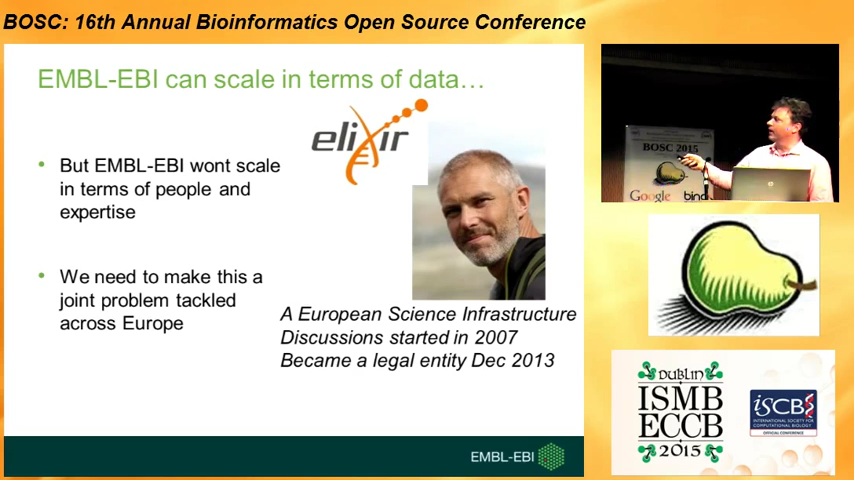 BOSC: 16th Annual Bioinformatics Open Source Conference
EMBL-EBI can scale in terms of data…
elixir
• But EMBL-EBI wont scale
in terms of people and
expertise
• We need to make this a
joint problem tackled
across Europe
A European Science Infrastructure
Discussions started in 2007
Became a legal entity Dec 2013
EMBL-EBI
BOSC 2015
Google
bina
DUBLIN
ISMB
ECCB
2015
iSCB
INTERNATIONAL SOCIETY FOR
COMPUTATIONAL BIOLOGY
OFFICIAL CONFERENCE